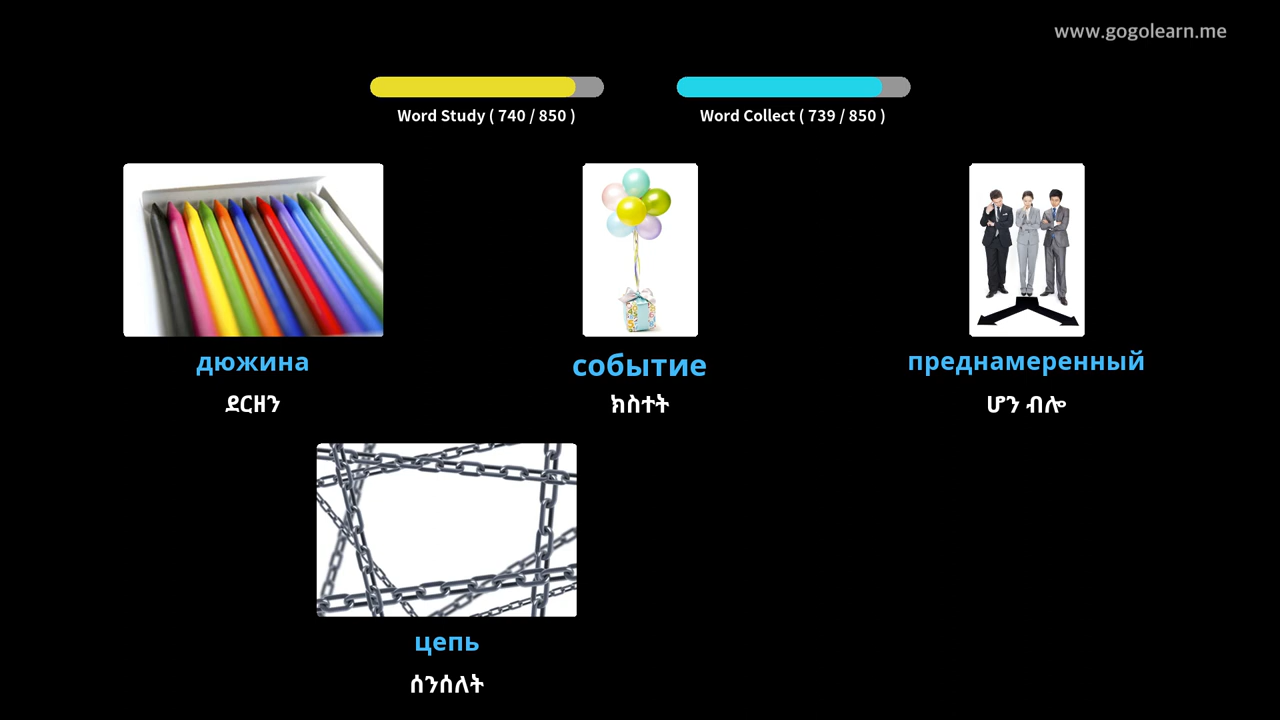 www.gogolearn.me
Word Study ( 740 / 850 )
Word Collect ( 739 / 850 )
дюжина
ደርዘን
событие
ክስተት
преднамеренный
ሆን ብሎ
цепь
ሰንሰለት